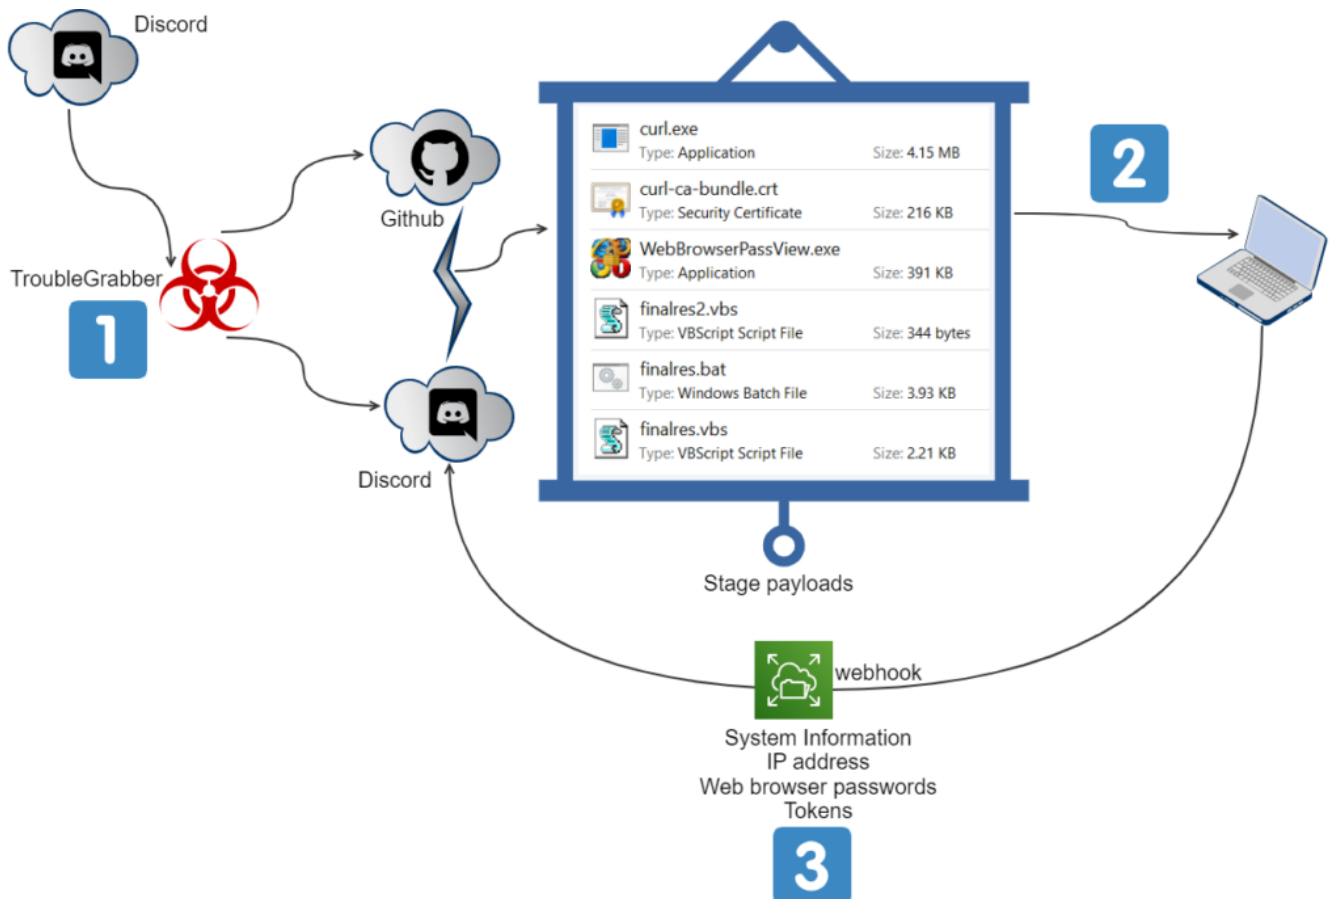 Discord
TroubleGrabber
1
Github
Discord
curl.exe
Type: Application Size: 4.15 MB
curl-ca-bundle.crt
Type: Security Certificate Size: 216 KB
WebBrowserPassView.exe
Type: Application Size: 391 KB
finalres2.vbs
Type: VBScript Script File Size: 344 bytes
finalres.bat
Type: Windows Batch File Size: 3.93 KB
finalres.vbs
Type: VBScript Script File Size: 2.21 KB
Stage payloads
2
webhook
System Information
IP address
Web browser passwords
Tokens
3